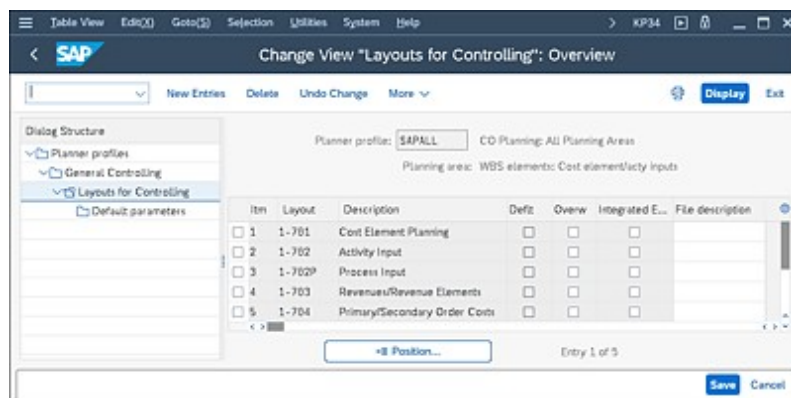 Table View Edit(X) Goto(S) Selection Utilities System Help KP34
SAP Change View "Layouts for Controlling": Overview
New Entries Delete Undo Change More Display Exit
Dialog Structure
Planner profiles
General Controlling
Layouts for Controlling
Default parameters
Planner profile: SAPALL CO Planning: All Planning Areas
Planning area: WBS elements: Cost element/acty inputs
Itm Layout Description Deflt Overw Integrated E... File description
1 1-701 Cost Element Planning
2 1-702 Activity Input
3 1-702P Process Input
4 1-703 Revenues/Revenue Elements
5 1-704 Primary/Secondary Order Costs
Position... Entry 1 of 5
Save Cancel